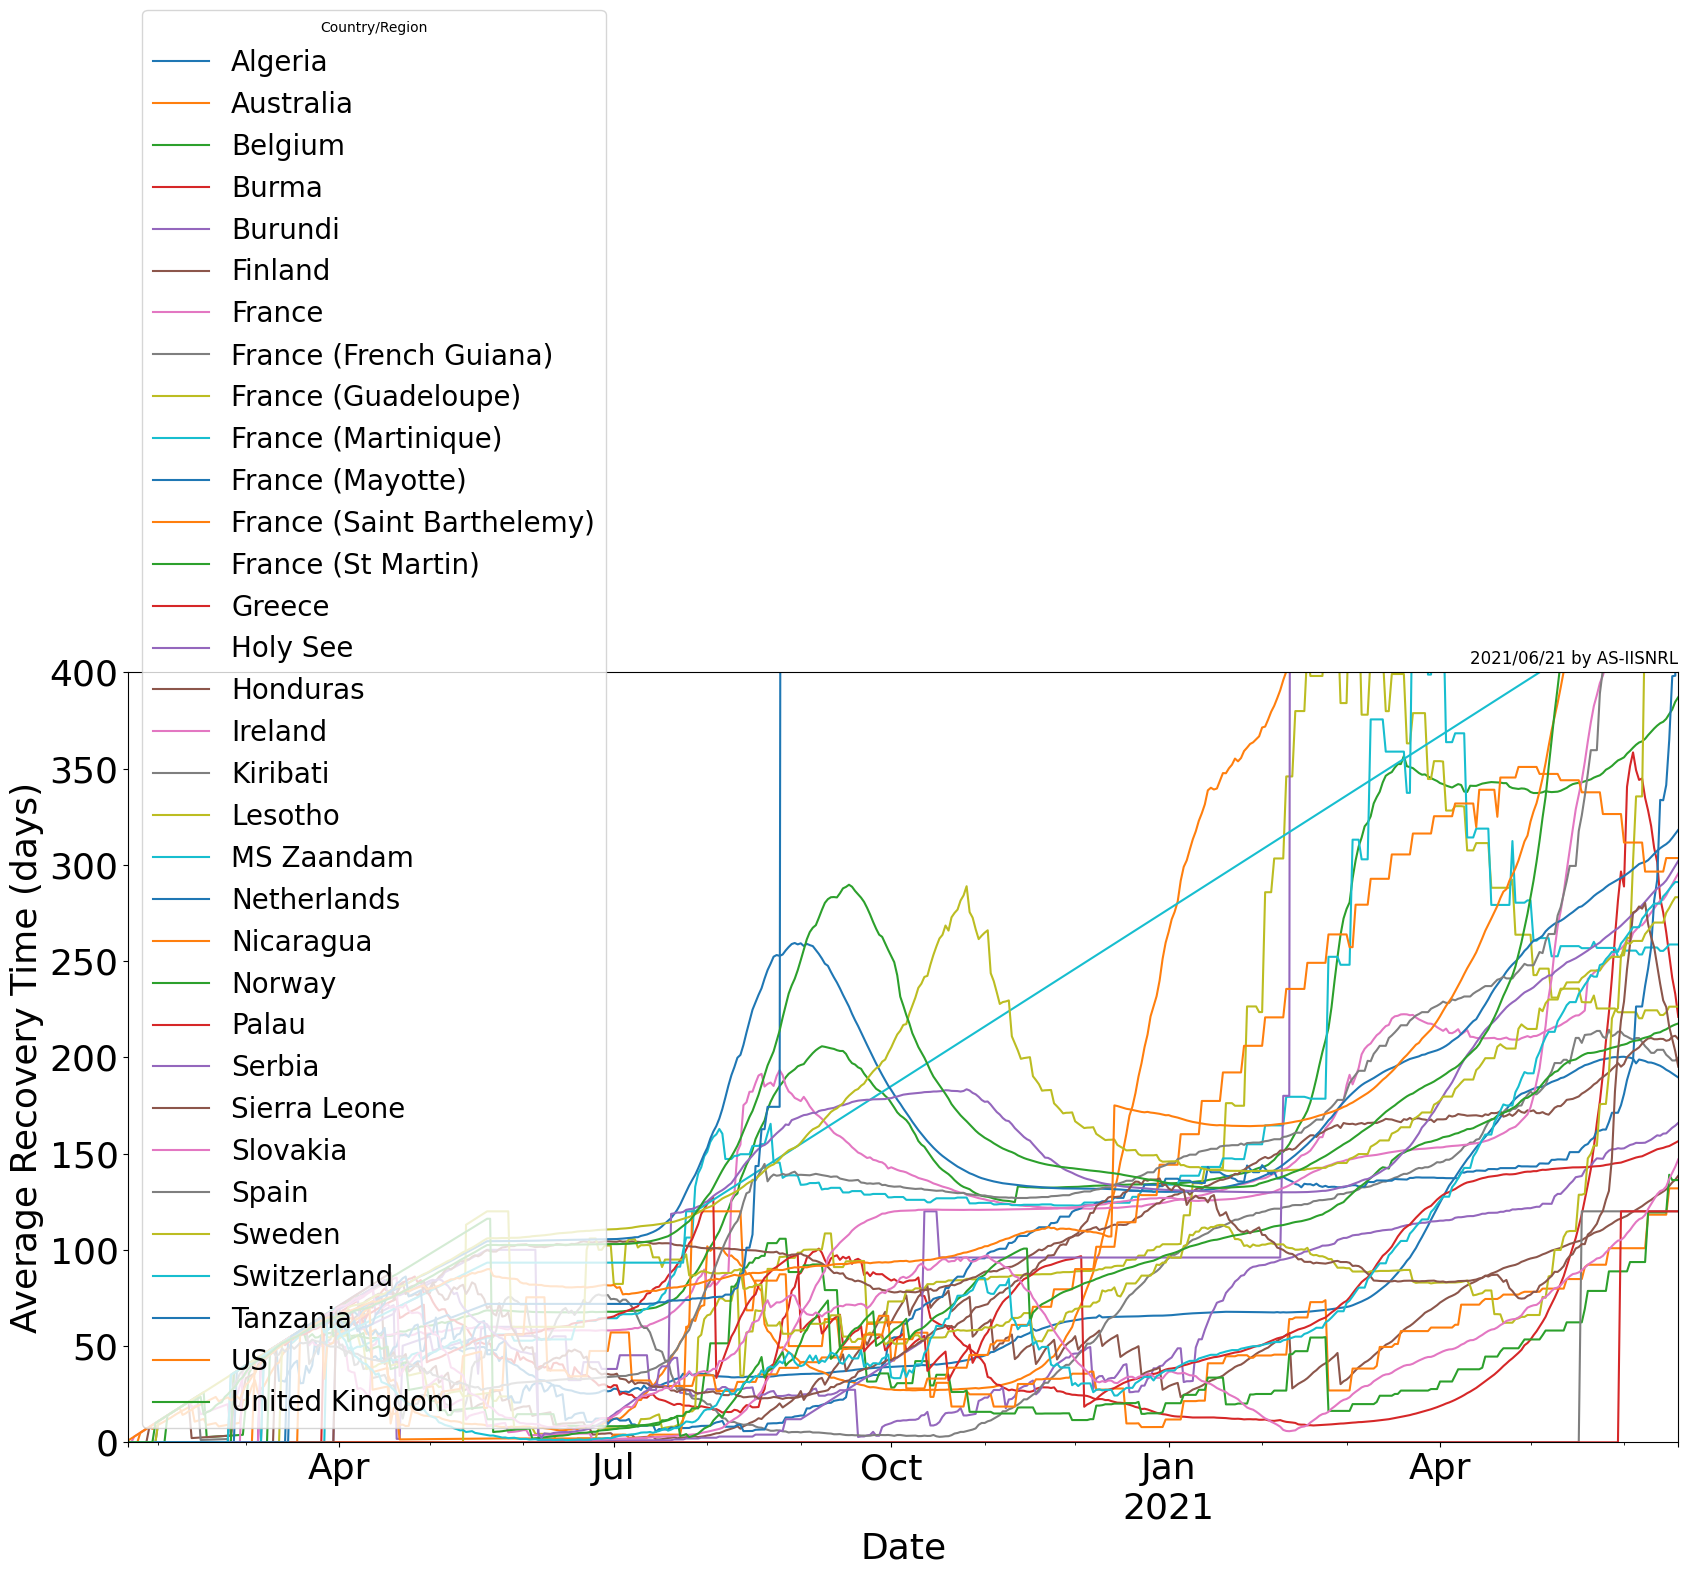 Country/Region
Algeria
Australia
Belgium
Burma
Burundi
Finland
France
France (French Guiana)
France (Guadeloupe)
France (Martinique)
France (Mayotte)
France (Saint Barthelemy)
France (St Martin)
Greece
Holy See
Honduras
Ireland
Kiribati
Lesotho
MS Zaandam
Netherlands
Nicaragua
Norway
Palau
Serbia
Sierra Leone
Slovakia
Spain
Sweden
Switzerland
Tanzania
US
United Kingdom
2021/06/21 by AS-IISNRL
400
350
300
250
200
150
100
50
0
Average Recovery Time (days)
Apr
Jul
Oct
Jan
2021
Apr
Date